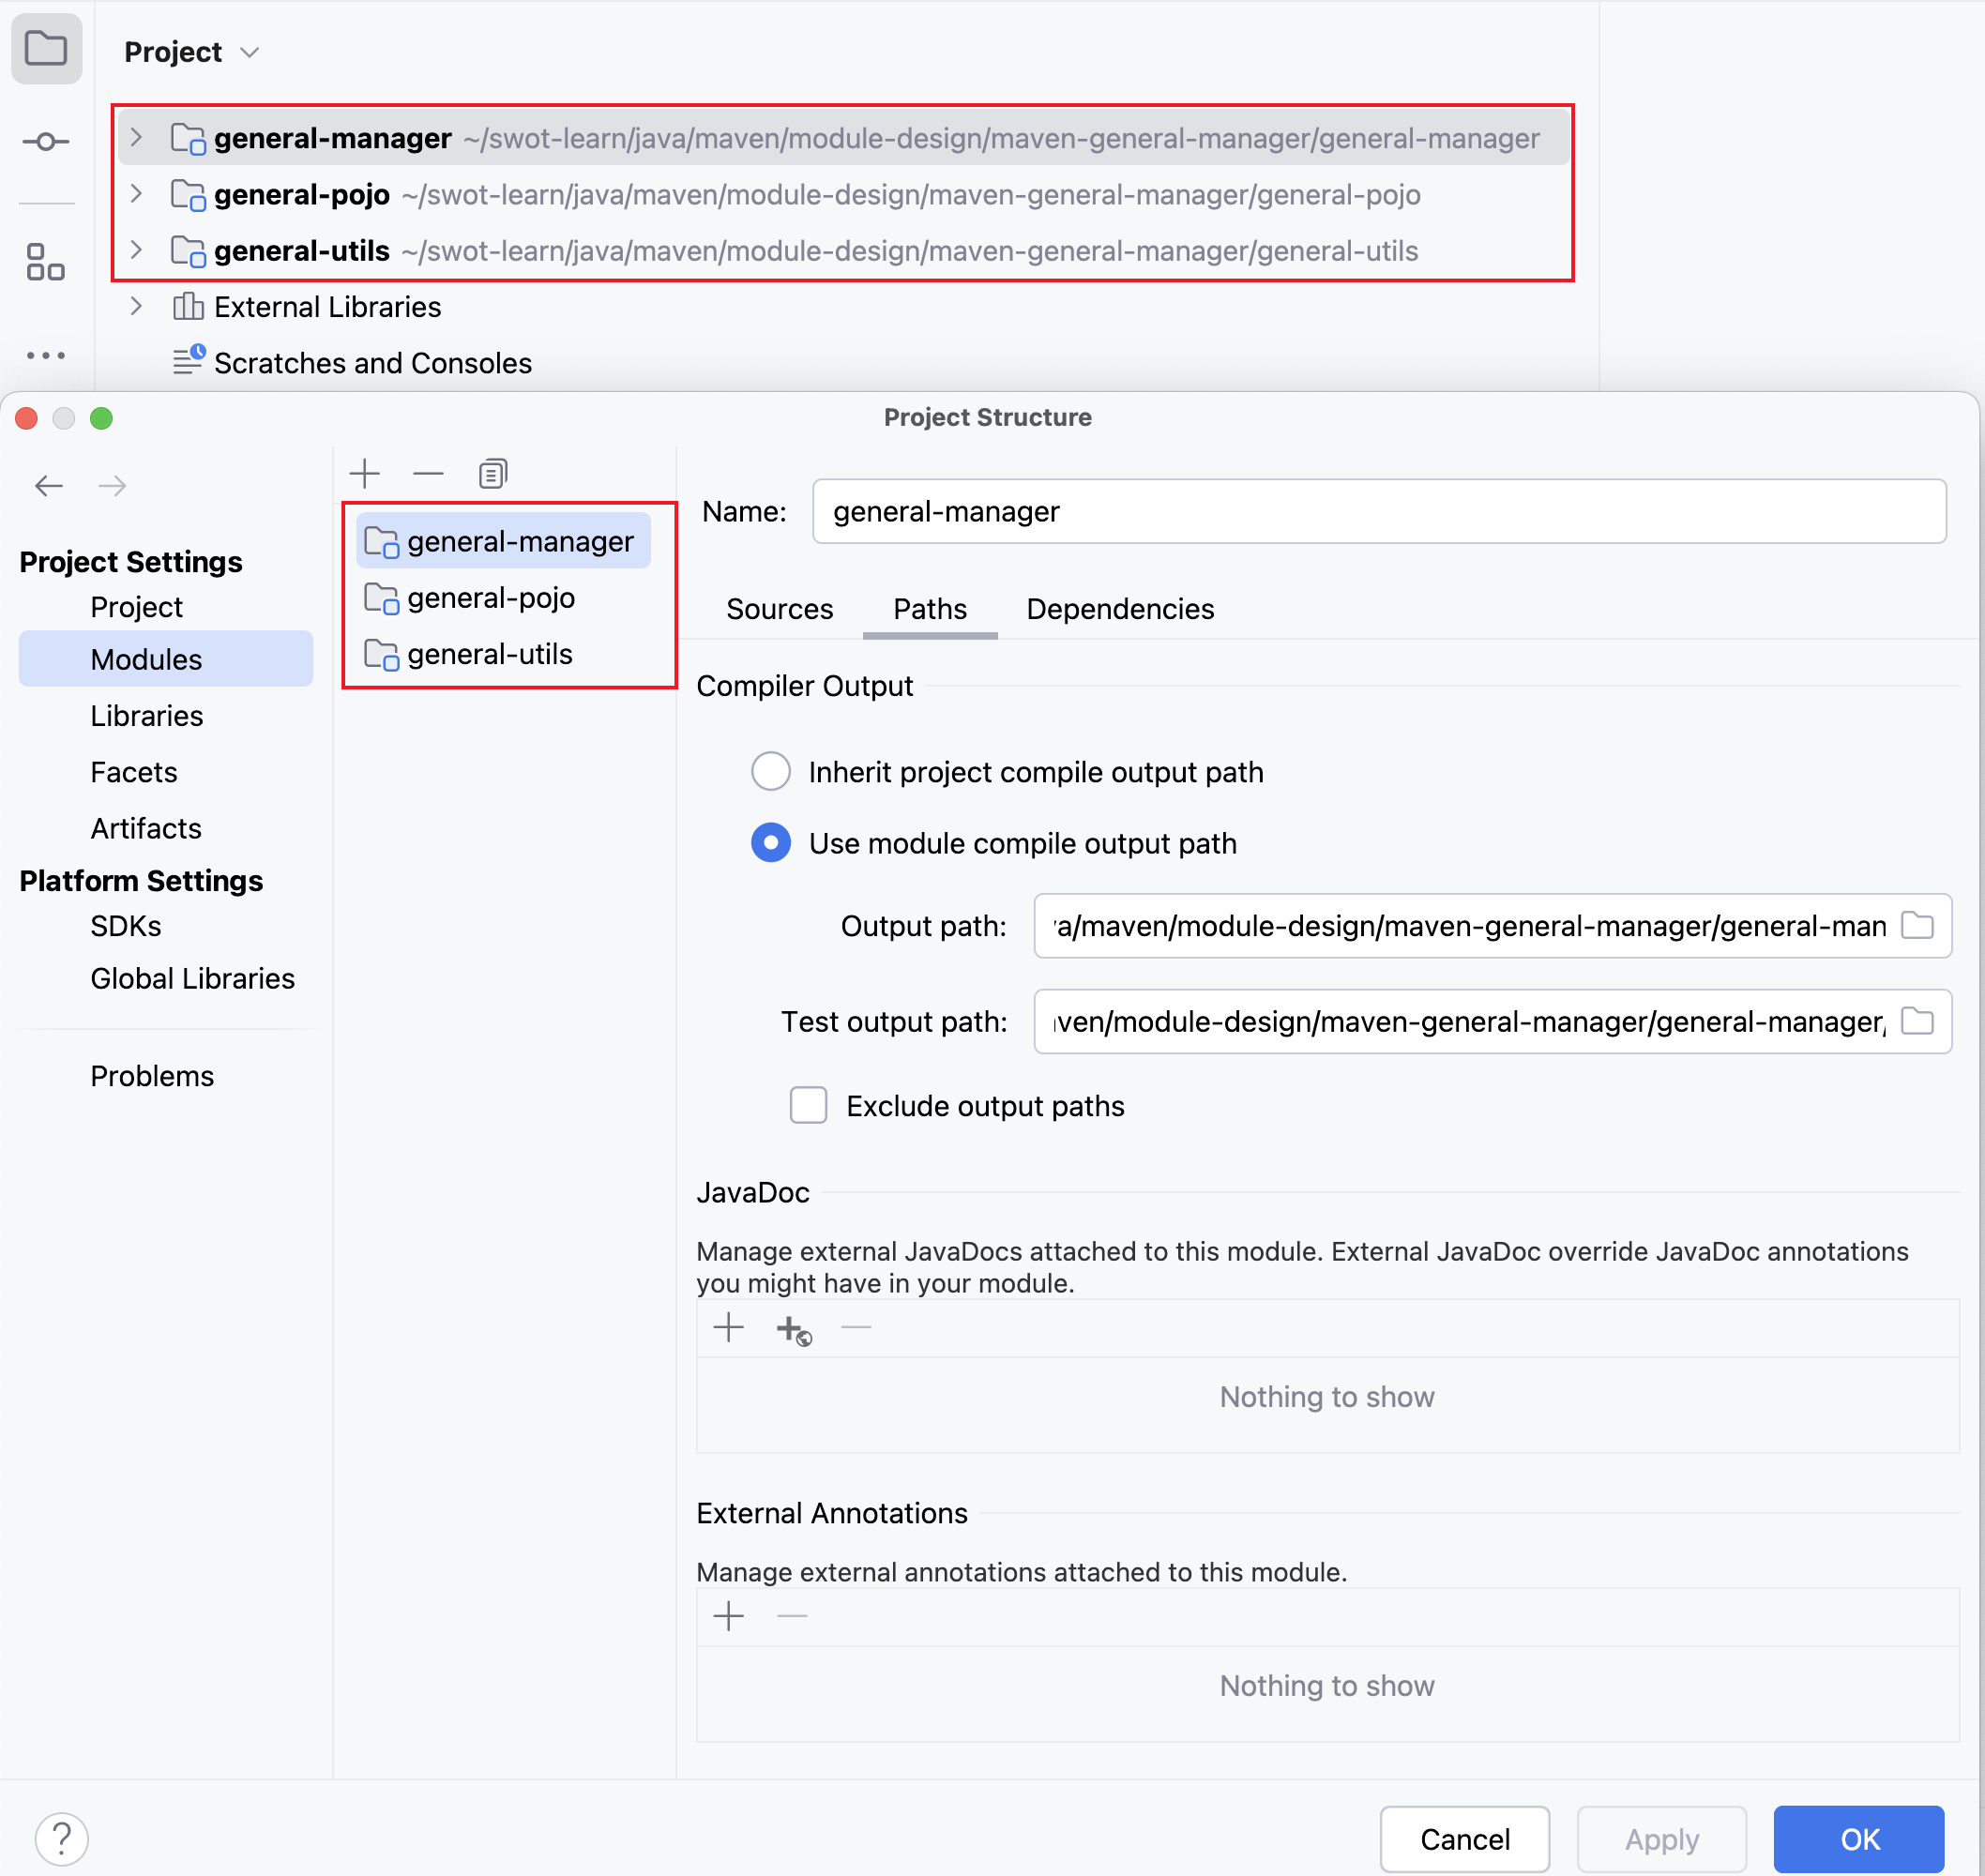 Project
general-manager ~/swot-learn/java/maven/module-design/maven-general-manager/general-manager
general-pojo ~/swot-learn/java/maven/module-design/maven-general-manager/general-pojo
general-utils ~/swot-learn/java/maven/module-design/maven-general-manager/general-utils
External Libraries
Scratches and Consoles
Project Structure
Project Settings
Project
Modules
Libraries
Facets
Artifacts
Platform Settings
SDKs
Global Libraries
Problems
general-manager
general-pojo
general-utils
Name: general-manager
Sources Paths Dependencies
Compiler Output
Inherit project compile output path
Use module compile output path
Output path: /maven/module-design/maven-general-manager/general-man
Test output path: /module-design/maven-general-manager/general-manager/
Exclude output paths
JavaDoc
Manage external JavaDocs attached to this module. External JavaDoc override JavaDoc annotations
you might have in your module.
Nothing to show
External Annotations
Manage external annotations attached to this module.
Nothing to show
?
Cancel Apply OK